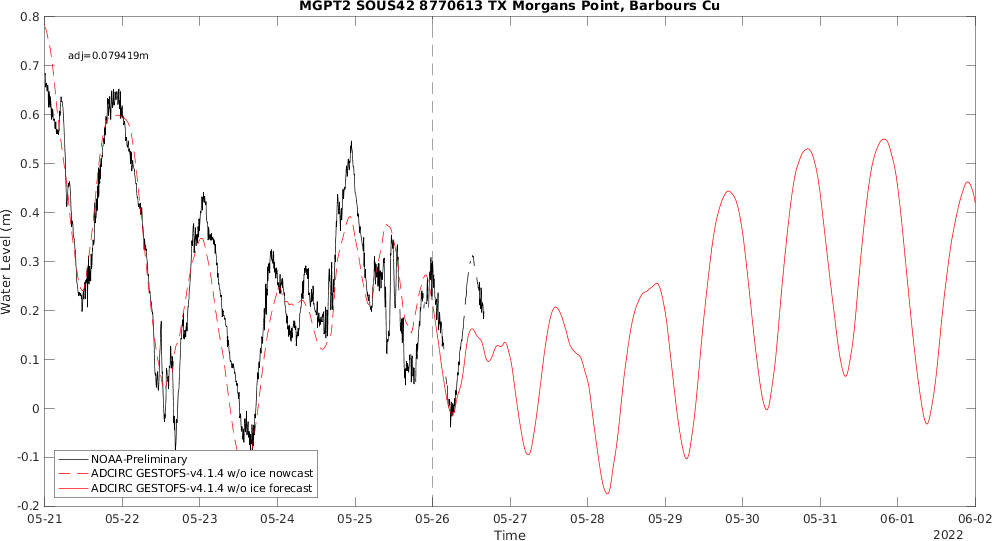 MGPT2 SOUS42 8770613 TX Morgans Point, Barbours Cu
adj=0.079419m
Water Level (m)
0.8
0.7
0.6
0.5
0.4
0.3
0.2
0.1
0
-0.1
-0.2
NOAA-Preliminary
ADCIRC GESTOFS-v4.1.4 w/o ice nowcast
ADCIRC GESTOFS-v4.1.4 w/o ice forecast
05-21 05-22 05-23 05-24 05-25 05-26 05-27 05-28 05-29 05-30 05-31 06-01 06-02
Time
2022